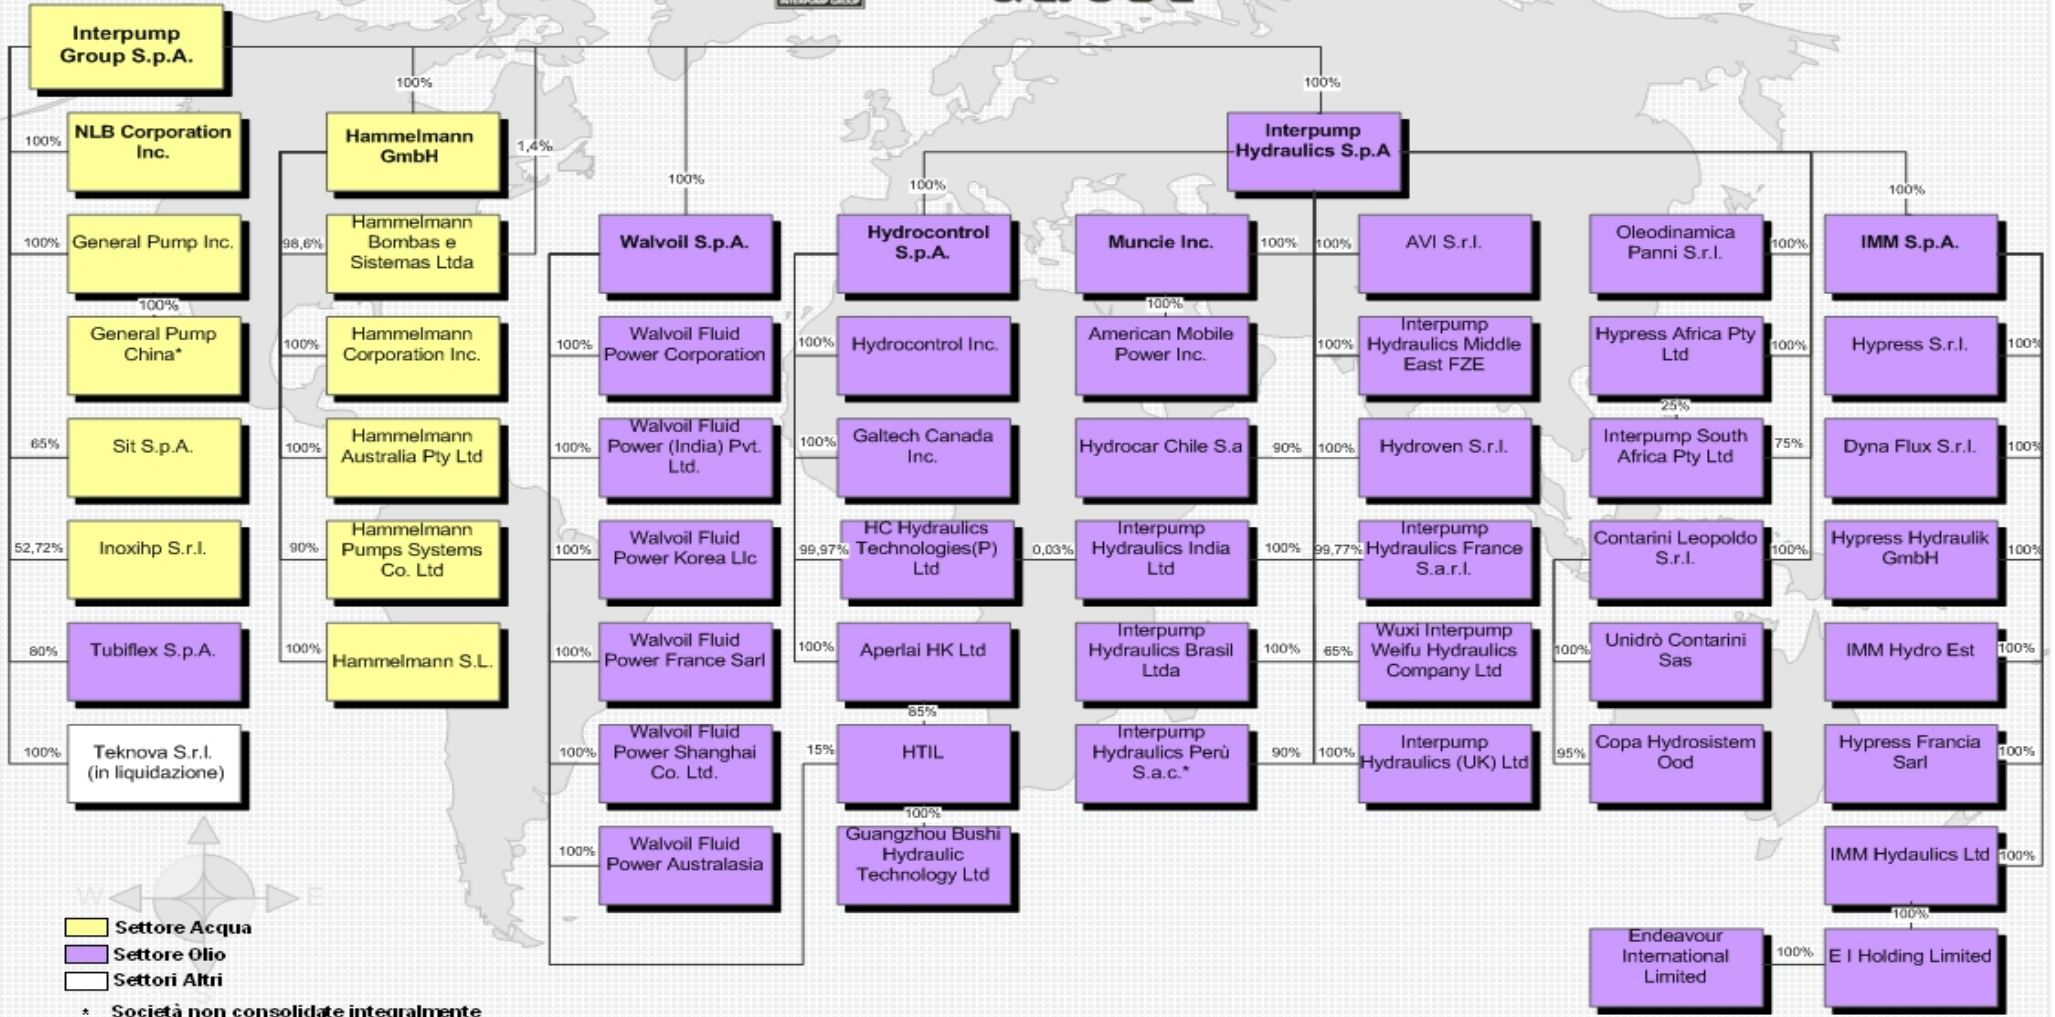 INTERPUMP GROUP
Interpump
Group S.p.A.
100%
100%
NLB Corporation
Inc.
100%
Hammelmann
GmbH
1,4%
100%
Interpump
Hydraulics S.p.A
100%
100%
General Pump Inc.
100%
100%
Hammelmann
Bombas e
Sistemas Ltda
98,6%
Walvoil S.p.A.
Hydrocontrol
S.p.A.
Muncie Inc.
100%
100%
100%
AVI S.r.l.
Oleodinamica
Panni S.r.l.
100%
IMM S.p.A.
General Pump
China*
Hammelmann
Corporation Inc.
100%
Walvoil Fluid
Power Corporation
100%
Hydrocontrol Inc.
100%
American Mobile
Power Inc.
Interpump
Hydraulics Middle
East FZE
100%
Hypress Africa Pty
Ltd
100%
25%
Hypress S.r.l.
100%
Sit S.p.A.
65%
Hammelmann
Australia Pty Ltd
100%
Walvoil Fluid
Power (India) Pvt.
Ltd.
100%
Galtech Canada
Inc.
100%
Hydrocar Chile S.a
90%
100%
Hydroven S.r.l.
Interpump South
Africa Pty Ltd
75%
Dyna Flux S.r.l.
100%
52,72%
Inoxihp S.r.l.
90%
Hammelmann
Pumps Systems
Co. Ltd
100%
Walvoil Fluid
Power Korea Llc
99,97%
HC Hydraulics
Technologies(P)
Ltd
0,03%
Interpump
Hydraulics India
Ltd
100%
99,77%
Interpump
Hydraulics France
S.a.r.l.
Contarini Leopoldo
S.r.l.
100%
Hypress Hydraulik
GmbH
100%
80%
Tubiflex S.p.A.
100%
Hammelmann S.L.
100%
Walvoil Fluid
Power France Sarl
100%
Aperlai HK Ltd
85%
Interpump
Hydraulics Brasil
Ltda
100%
65%
Wuxi Interpump
Weifu Hydraulics
Company Ltd
100%
Unidrò Contarini
Sas
IMM Hydro Est
100%
100%
Teknova S.r.l.
(in liquidazione)
100%
Walvoil Fluid
Power Shanghai
Co. Ltd.
15%
HTIL
100%
Interpump
Hydraulics Perù
S.a.c.*
90%
100%
Interpump
Hydraulics (UK) Ltd
95%
Copa Hydrosistem
Ood
Hypress Francia
Sarl
100%
100%
Walvoil Fluid
Power Australasia
Guangzhou Bushi
Hydraulic
Technology Ltd
IMM Hydaulics Ltd
100%
100%
Endeavour
International
Limited
100%
E I Holding Limited
W
E
S
Settore Acqua
Settore Olio
Settori Altri
* Società non consolidate integralmente